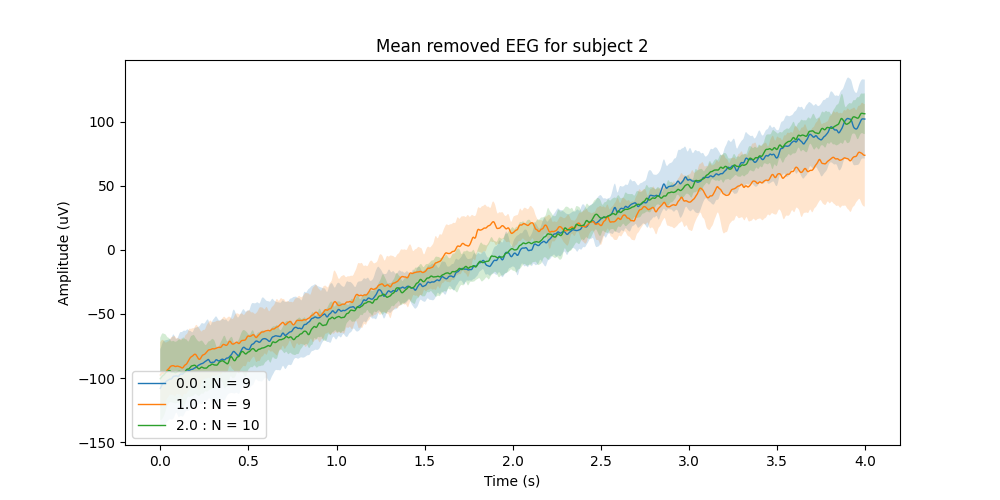 Mean removed EEG for subject 2
Amplitude (uV)
100
50
0
−50
−100
−150
0.0 : N = 9
1.0 : N = 9
2.0 : N = 10
0.0 0.5 1.0 1.5 2.0 2.5 3.0 3.5 4.0
Time (s)